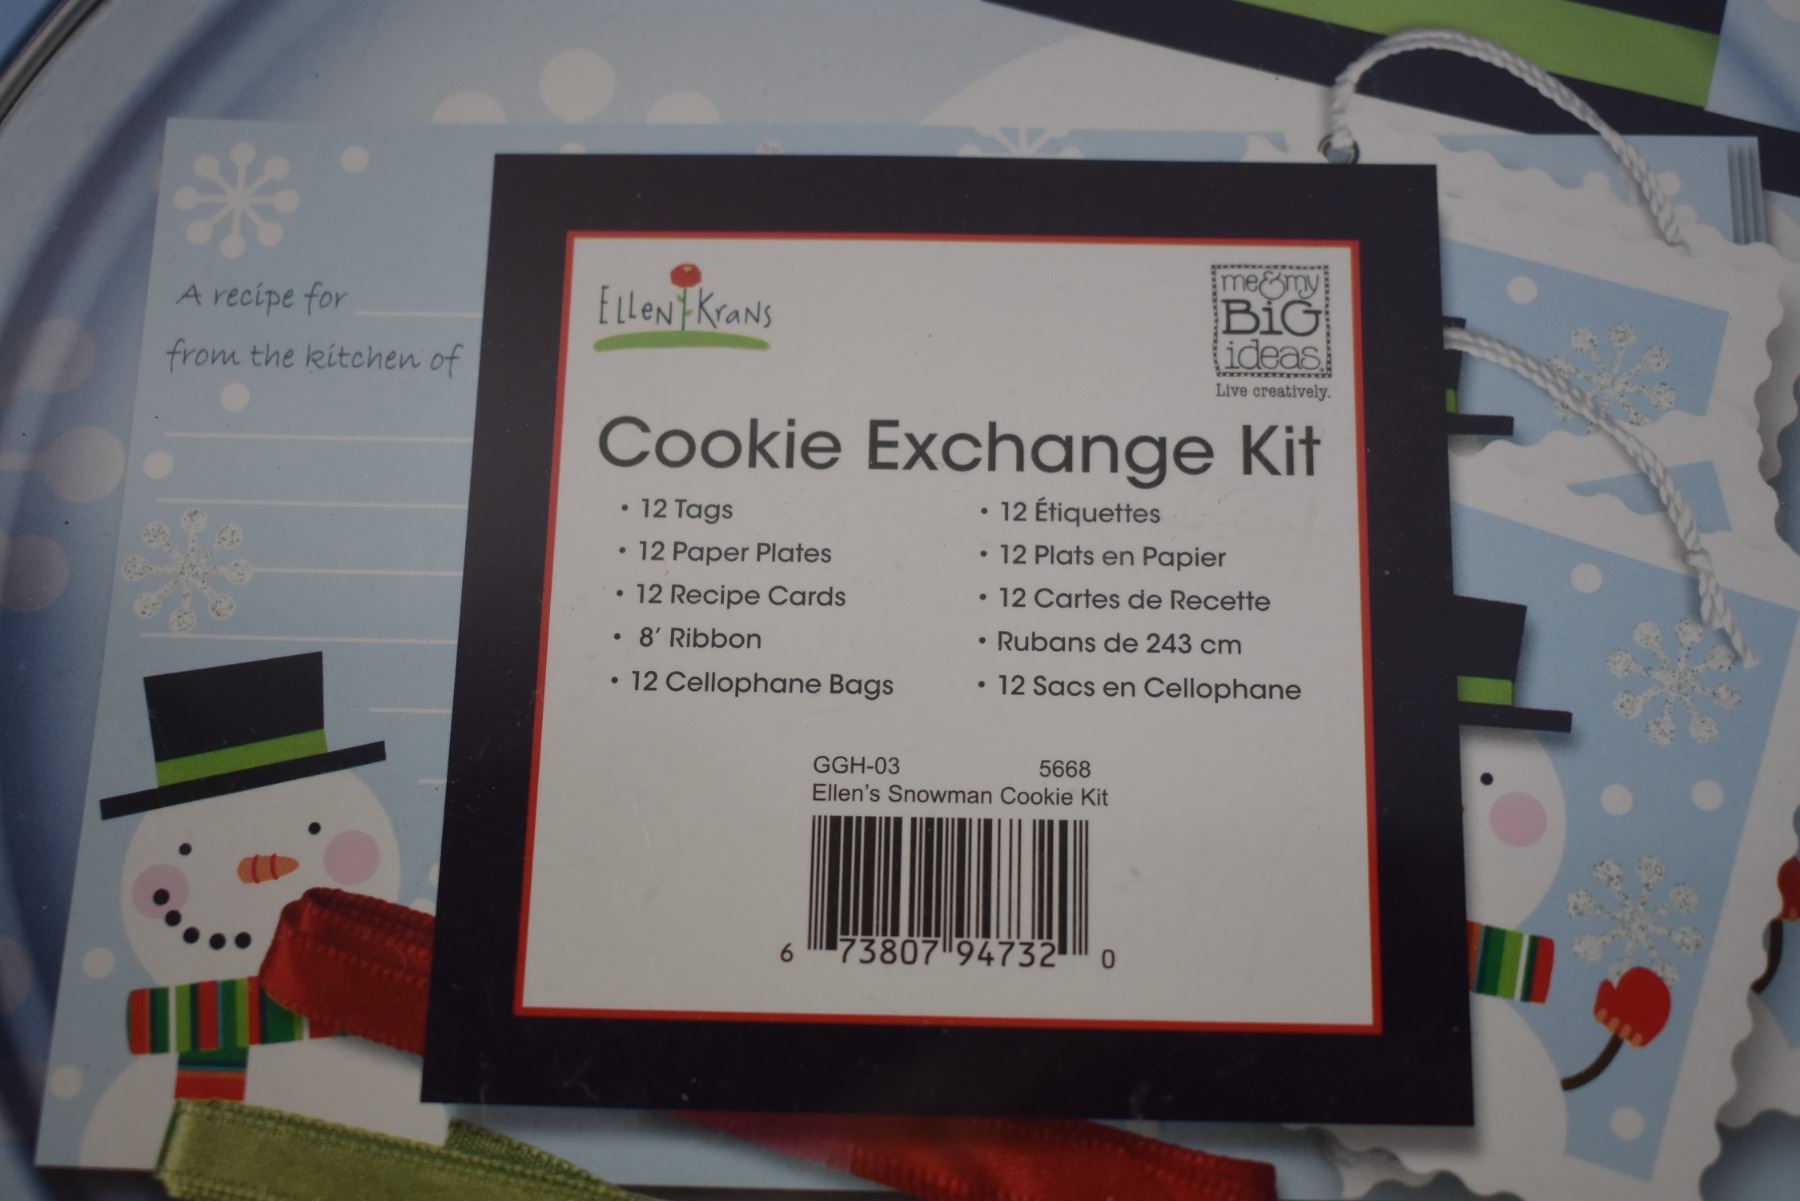 A recipe for
from the kitchen of
Ellen Krans
me&my
BiG
ideas
Live creatively.
Cookie Exchange Kit
• 12 Tags
• 12 Paper Plates
• 12 Recipe Cards
• 8' Ribbon
• 12 Cellophane Bags
• 12 Étiquettes
• 12 Plats en Papier
• 12 Cartes de Recette
• Rubans de 243 cm
• 12 Sacs en Cellophane
GGH-03 5668
Ellen's Snowman Cookie Kit
6 73807 94732 0